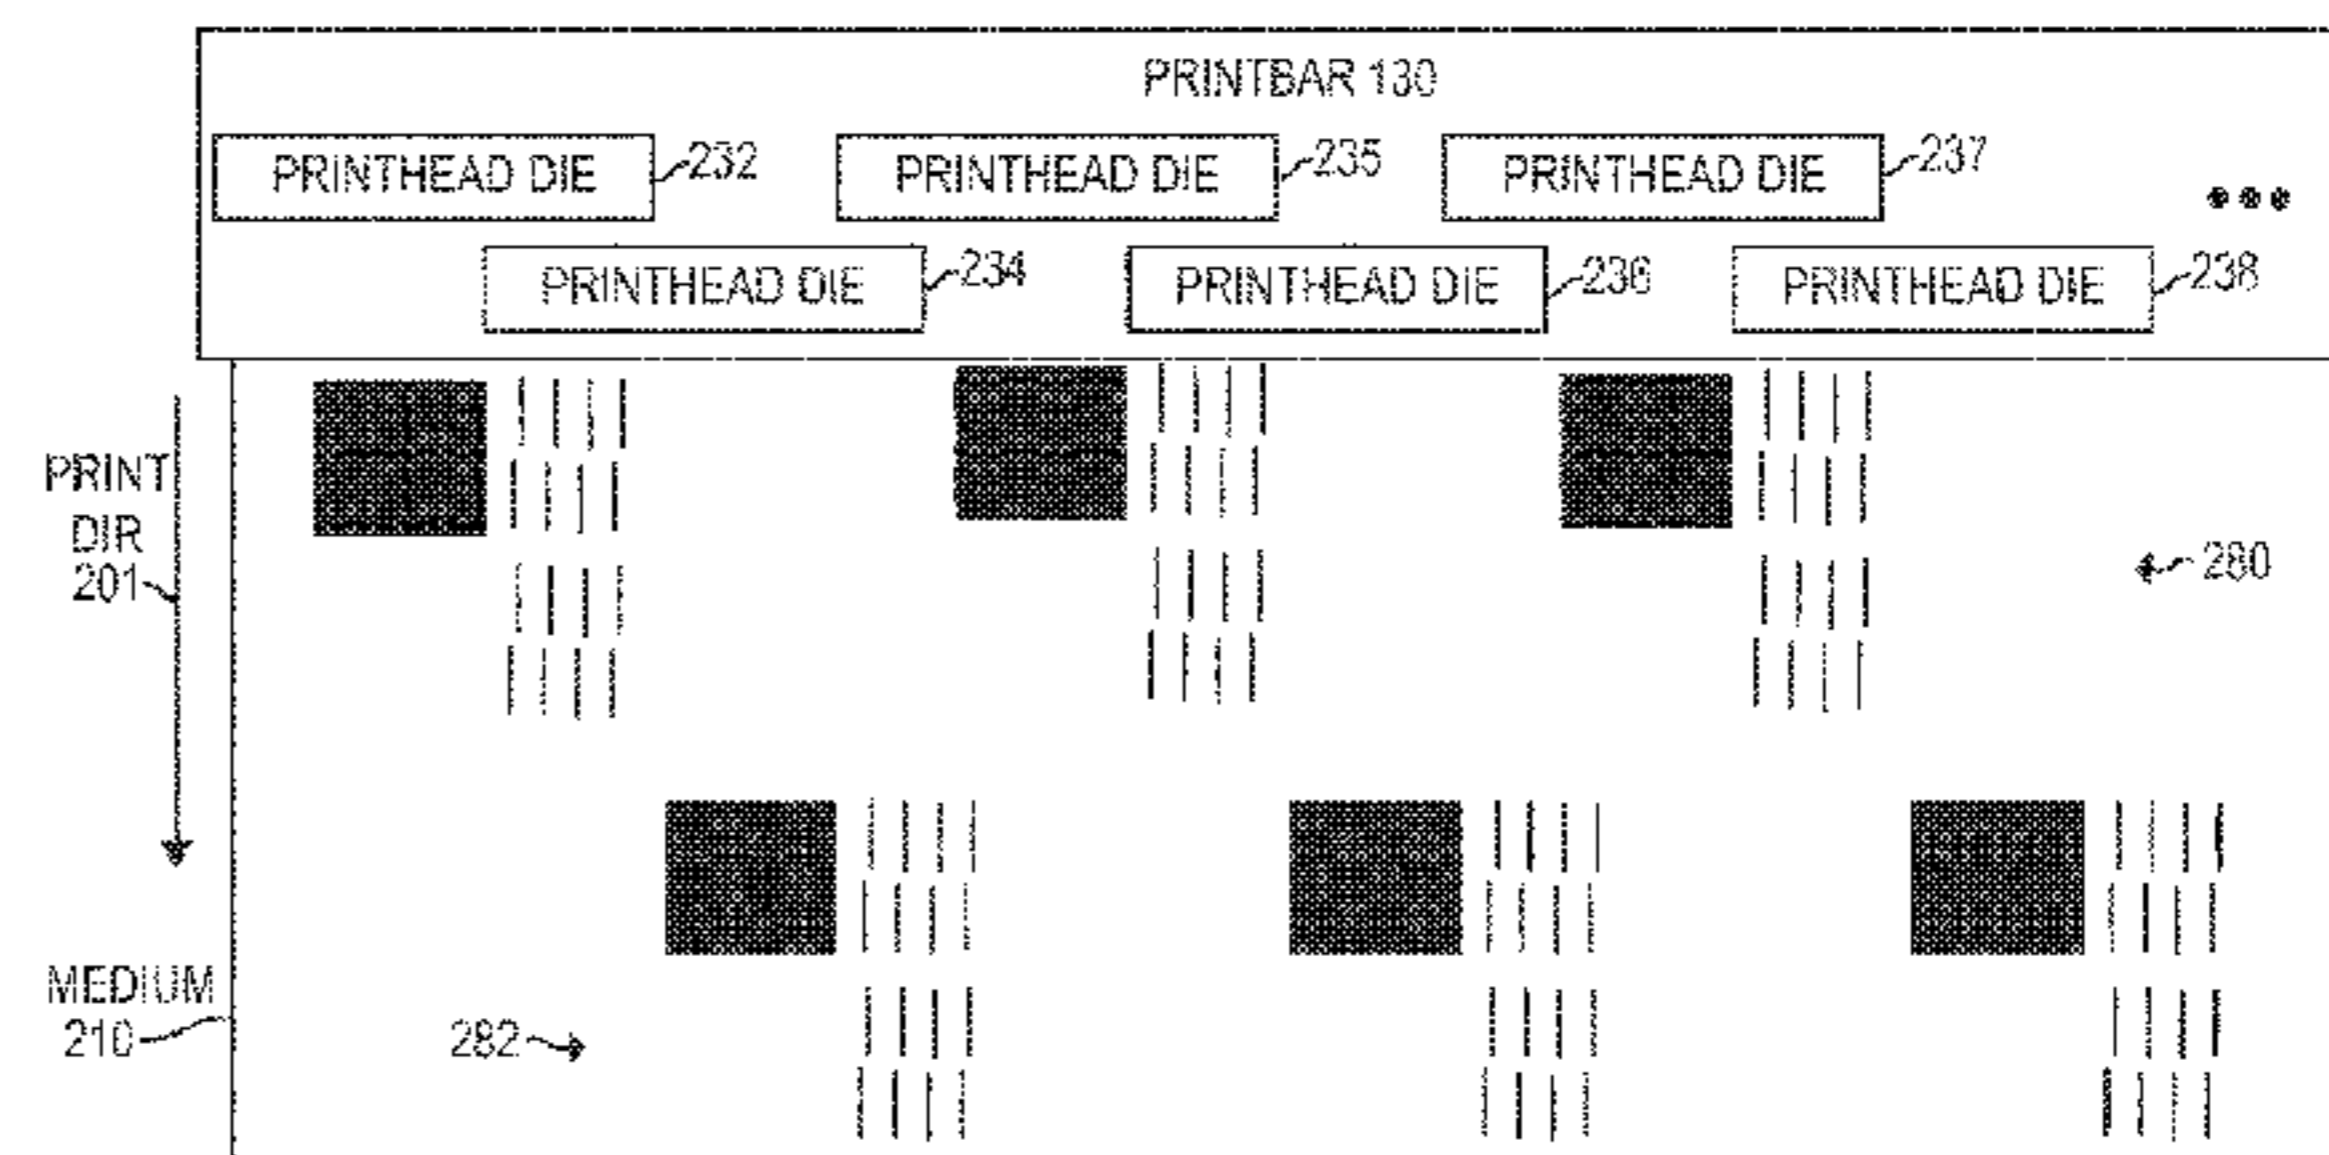 PRINTBAR 130
PRINTHEAD DIE 232
PRINTHEAD DIE 235
PRINTHEAD DIE 237
PRINTHEAD DIE 234
PRINTHEAD DIE 236
PRINTHEAD DIE 238
PRINT
DIR
201
280
MEDIUM
210
282